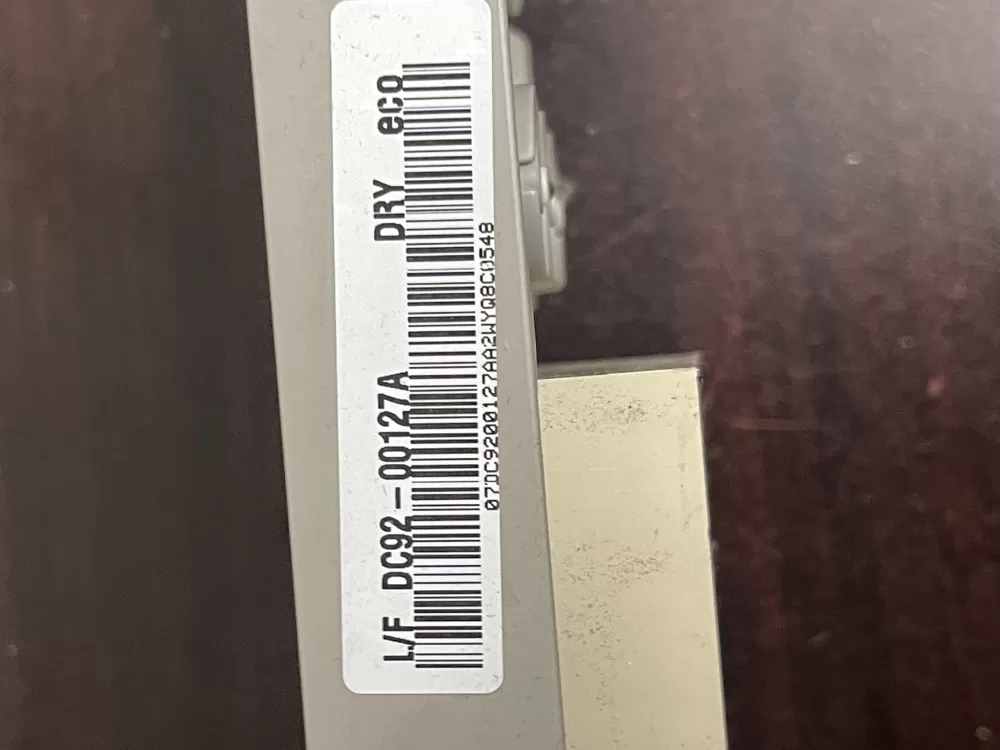 L/F DC92-00127A DRY eco
07DC9200127AA2WYQ8C0548